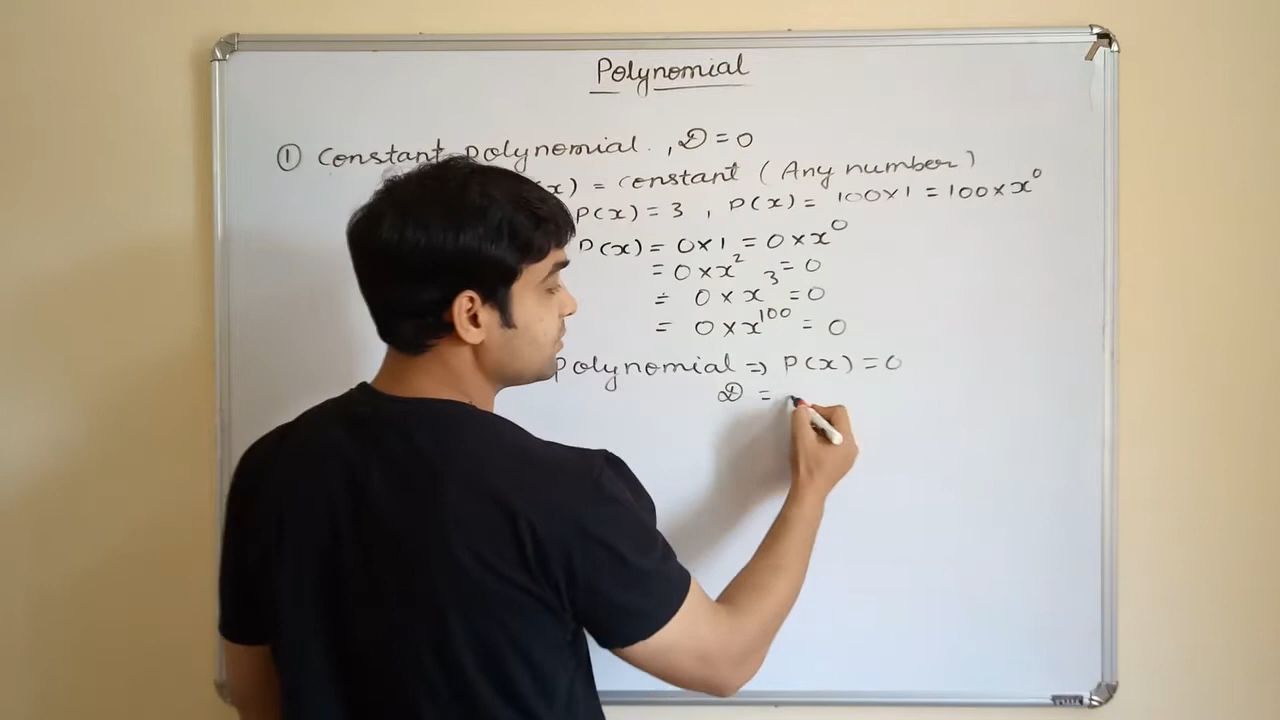 Polynomial
① Constant polynomial. , D = 0
x) = constant (Any number)
P(x) = 3 , P(x) = 100×1 = 100×x⁰
P(x) = 0×1 = 0×x⁰
= 0×x² = 0
= 0×x³ = 0
= 0×x¹⁰⁰ = 0
polynomial ⇒ P(x) = 0
D =